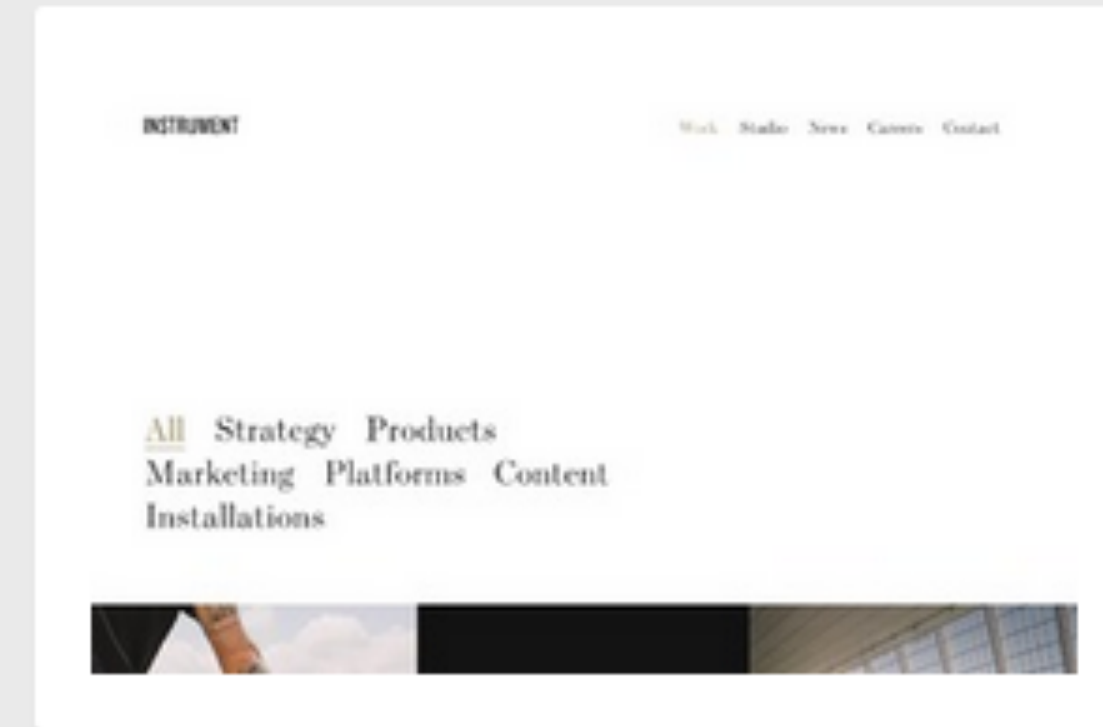 INSTRUMENT
Work Studio News Careers Contact
All Strategy Products
Marketing Platforms Content
Installations